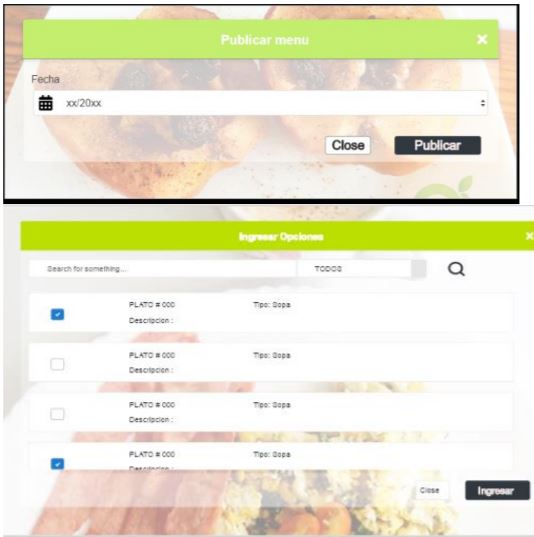 Publicar menu ×
Fecha
xx/20xx
Close Publicar
Ingresar Opciones ×
Search for something... TODOS
PLATO # 000 Tipo: Sopa
Descripcion :
PLATO # 000 Tipo: Sopa
Descripcion :
PLATO # 000 Tipo: Sopa
Descripcion :
PLATO # 000 Tipo: Sopa
Descripcion :
Close Ingresar